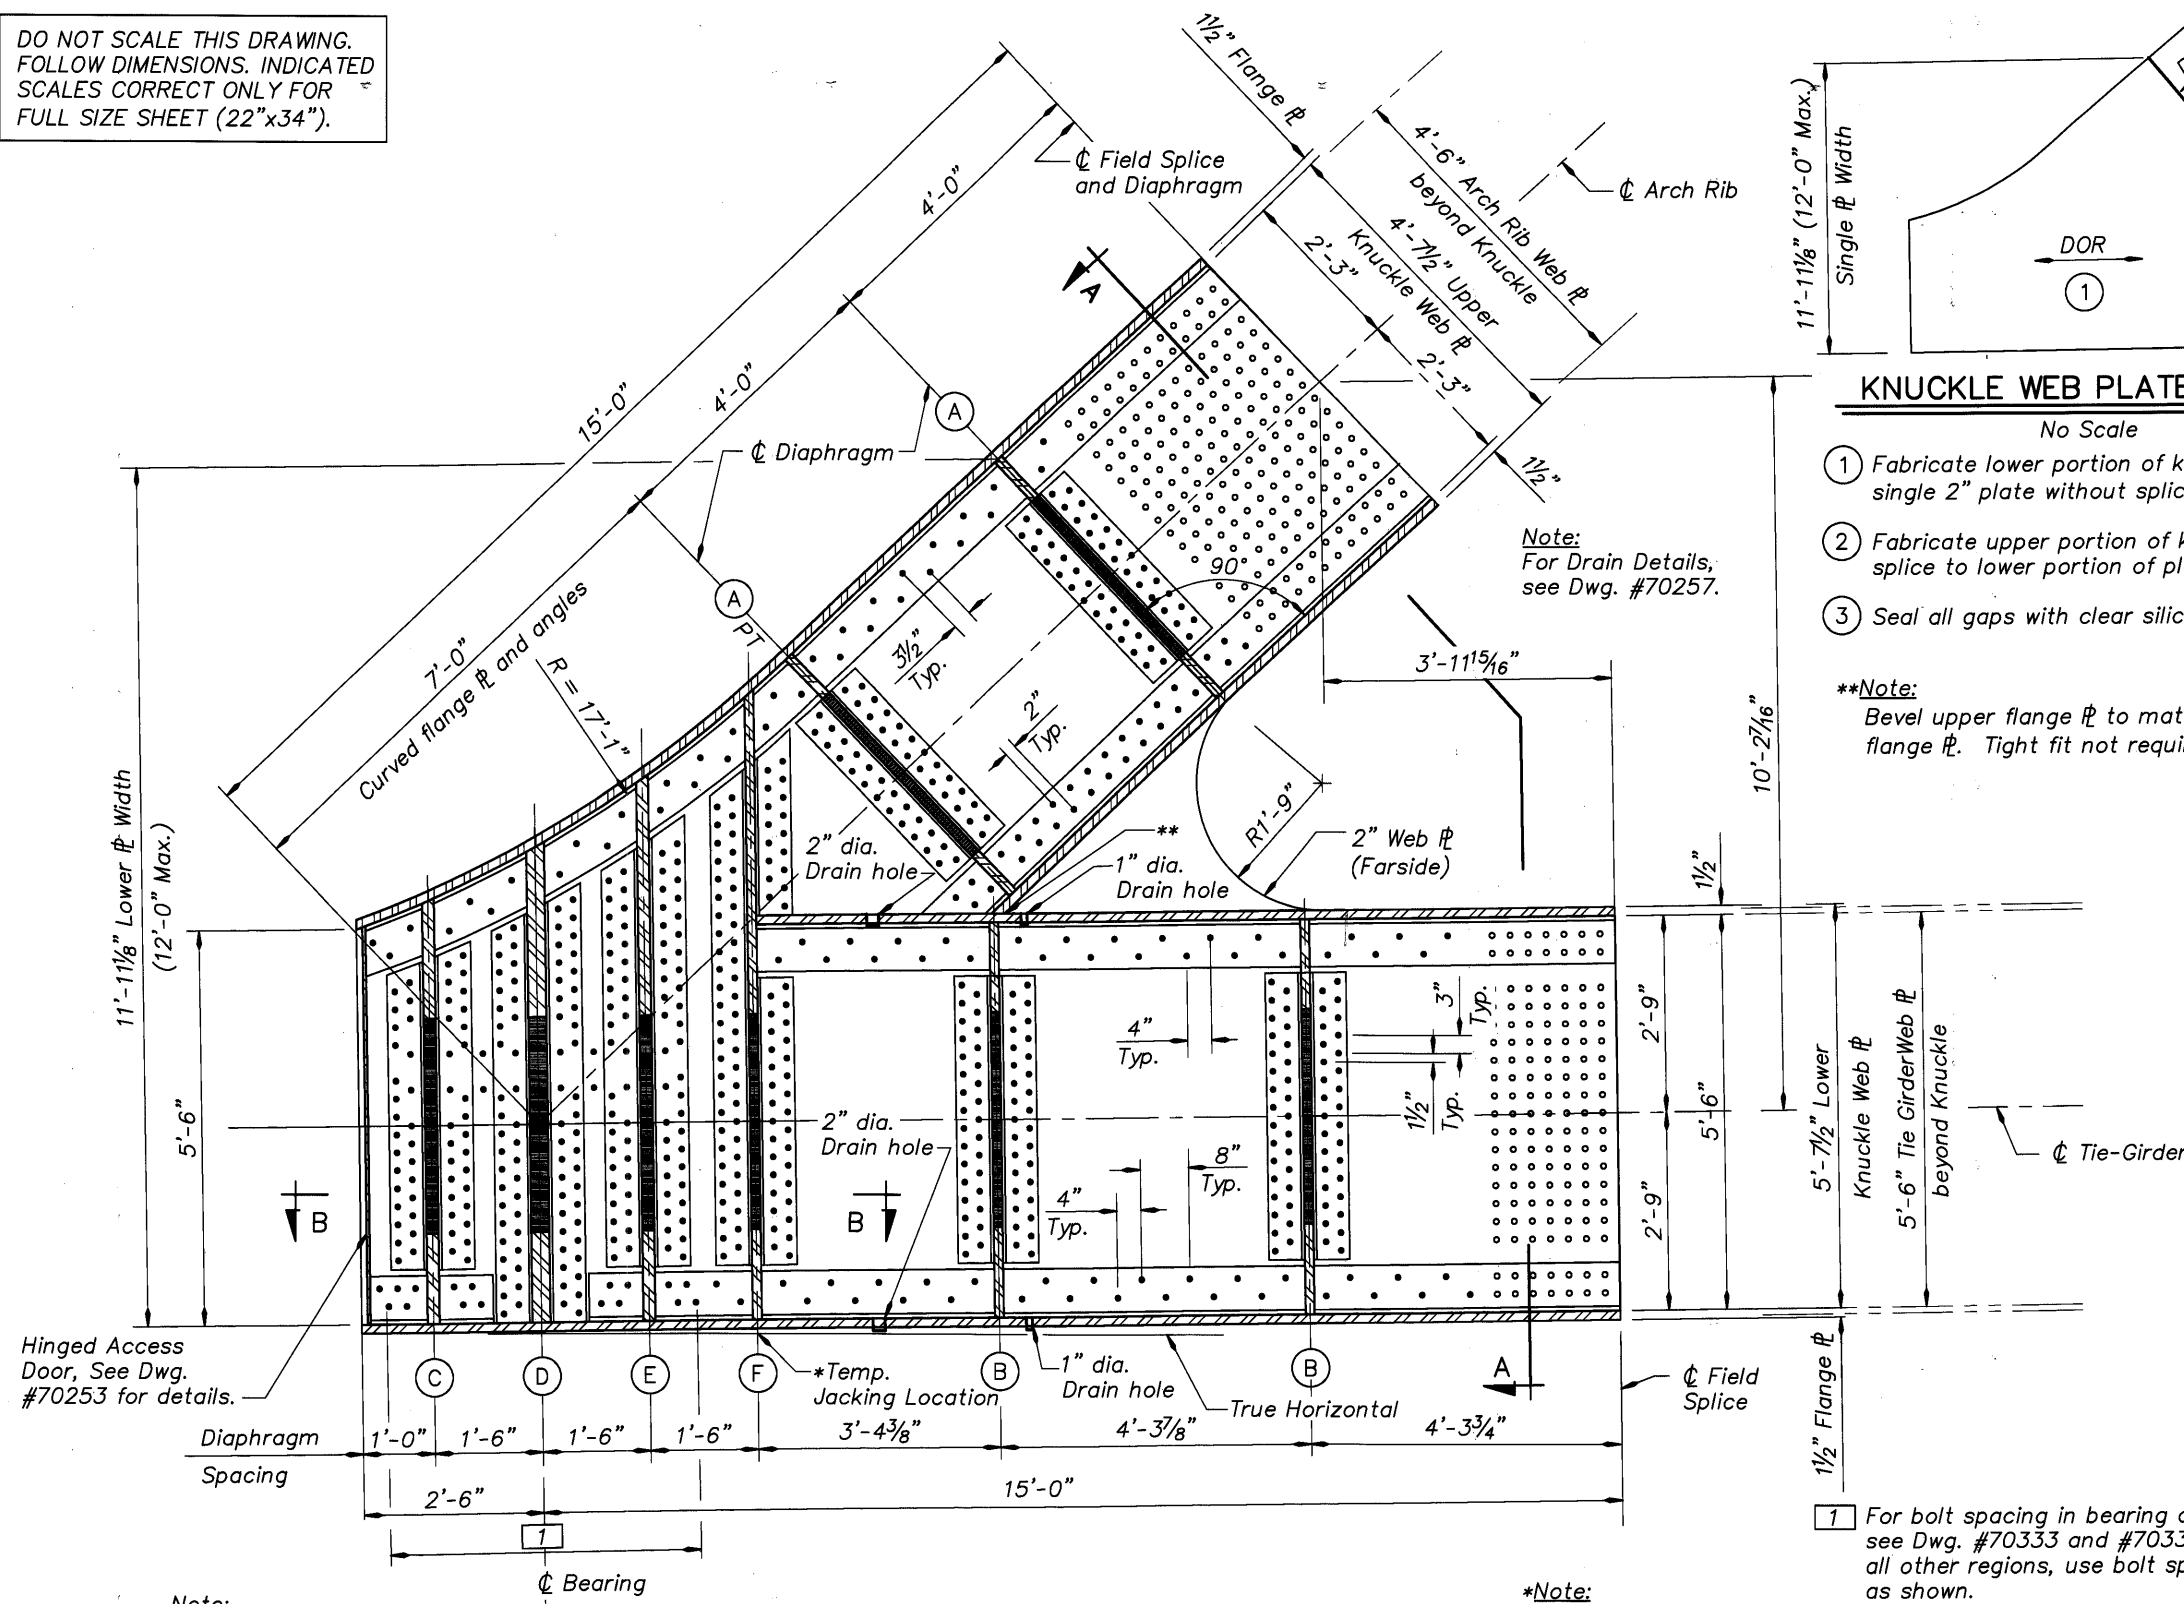 DO NOT SCALE THIS DRAWING.
FOLLOW DIMENSIONS. INDICATED
SCALES CORRECT ONLY FOR
FULL SIZE SHEET (22"x34").
1½" Flange ℄
4'-0"
℄ Field Splice
and Diaphragm
4'-6" Arch Rib Web ℄
beyond Knuckle
4'-7½" Upper
Knuckle Web ℄
2'-3"
2'-3"
1½"
℄ Arch Rib
A
15'-0"
4'-0"
A
℄ Diaphragm
A
PT
7'-0"
Curved flange ℄ and angles
R = 17'-1"
3½"
Typ.
2"
Typ.
90°
Note:
For Drain Details,
see Dwg. #70257.
3'-11 15/16"
10'-2 7/16"
11'-11⅛" (12'-0" Max.)
Single ℄ Width
DOR
1
KNUCKLE WEB PLATE
No Scale
1 Fabricate lower portion of
single 2" plate without
2 Fabricate upper portion of
splice to lower portion of
3 Seal all gaps with clear
**Note:
Bevel upper flange ℄ to
flange ℄. Tight fit not
11'-11⅛" Lower ℄ Width
(12'-0" Max.)
5'-6"
2" dia.
Drain hole
**
1" dia.
Drain hole
R1'-9"
2" Web ℄
(Farside)
1½"
4"
Typ.
3"
Typ.
1½"
Typ.
2'-9"
2'-9"
5'-6"
5'-7½" Lower
Knuckle Web ℄
5'-6" Tie GirderWeb ℄
beyond Knuckle
℄ Tie-Girder
2" dia.
Drain hole
8"
Typ.
4"
Typ.
B
B
Hinged Access
Door, See Dwg.
#70253 for details.
C
D
E
F
*Temp.
Jacking Location
B
1" dia.
Drain hole
B
True Horizontal
A
℄ Field
Splice
1½" Flange ℄
Diaphragm
Spacing
1'-0"
1'-6"
1'-6"
1'-6"
3'-4⅜"
4'-3⅞"
4'-3¾"
2'-6"
15'-0"
1
℄ Bearing
1 For bolt spacing in bearing
see Dwg. #70333 and
all other regions, use bolt
as shown.
Note:
*Note: